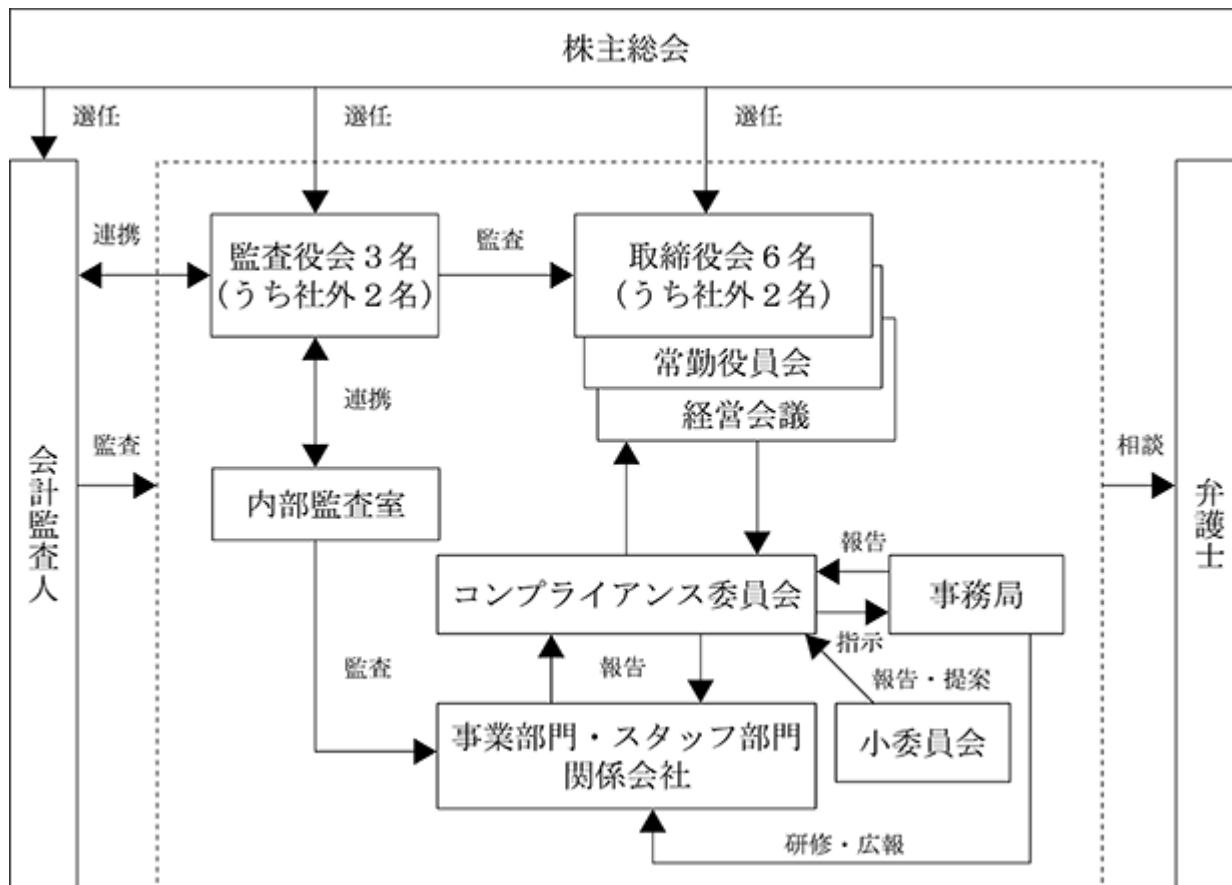 株主総会
選任
選任
選任
連携
監査役会3名
(うち社外2名)
監査
取締役会6名
(うち社外2名)
常勤役員会
経営会議
連携
監査
会計監査人
内部監査室
相談
弁護士
コンプライアンス委員会
報告
事務局
指示
監査
報告
報告・提案
事業部門・スタッフ部門
関係会社
小委員会
研修・広報